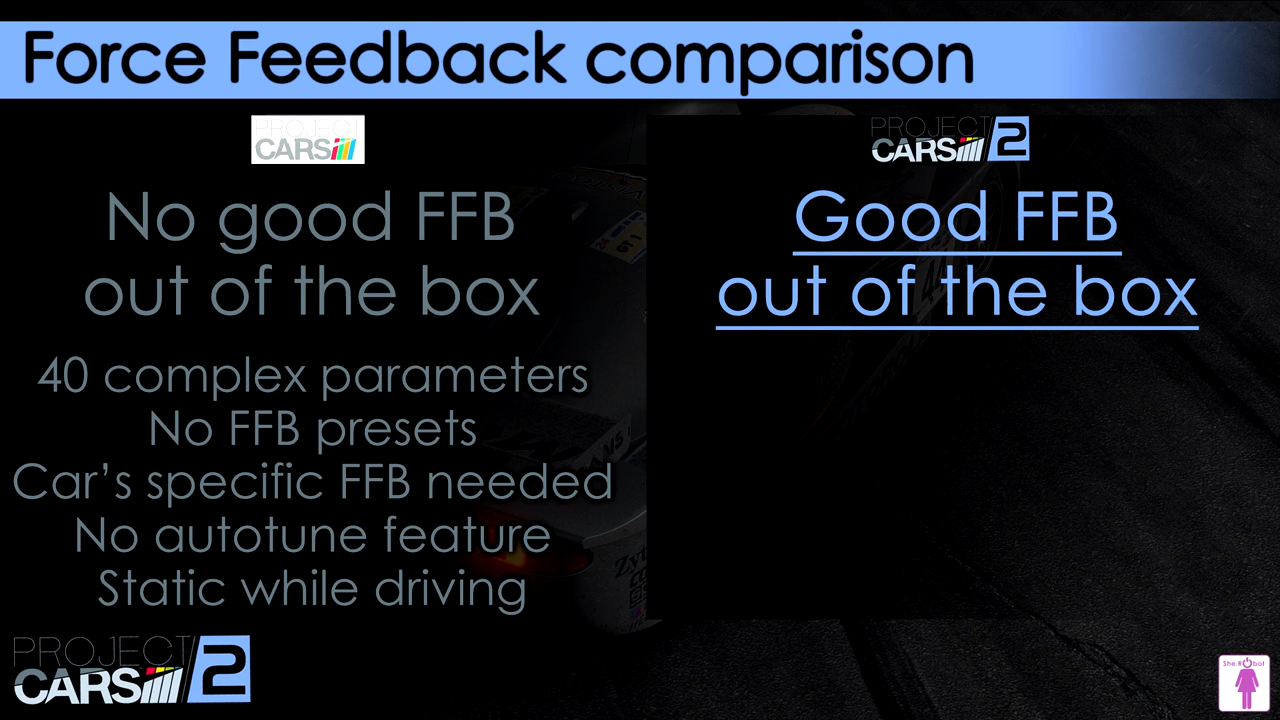 Force Feedback comparison
PROJECT
CARS
No good FFB
out of the box
40 complex parameters
No FFB presets
Car’s specific FFB needed
No autotune feature
Static while driving
PROJECT
CARS 2
Good FFB
out of the box
PROJECT
CARS 2
She R bot